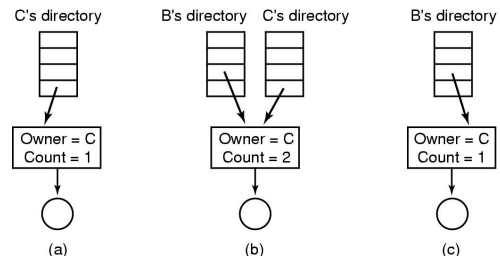 C's directory
B's directory C's directory
B's directory
Owner = C
Count = 1
Owner = C
Count = 2
Owner = C
Count = 1
(a)
(b)
(c)